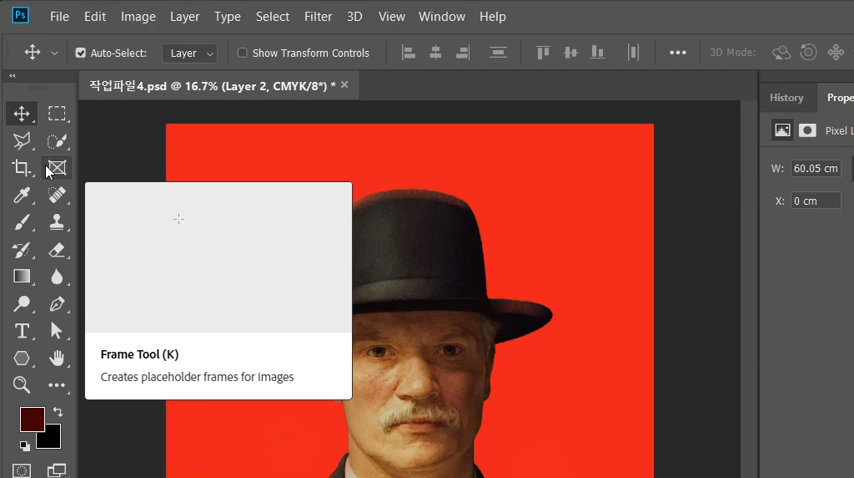 Ps File Edit Image Layer Type Select Filter 3D View Window Help
Auto-Select: Layer Show Transform Controls 3D Mode:
작업파일4.psd @ 16.7% (Layer 2, CMYK/8*) *
History
W: 60.05 cm
X: 0 cm
Frame Tool (K)
Creates placeholder frames for images
T